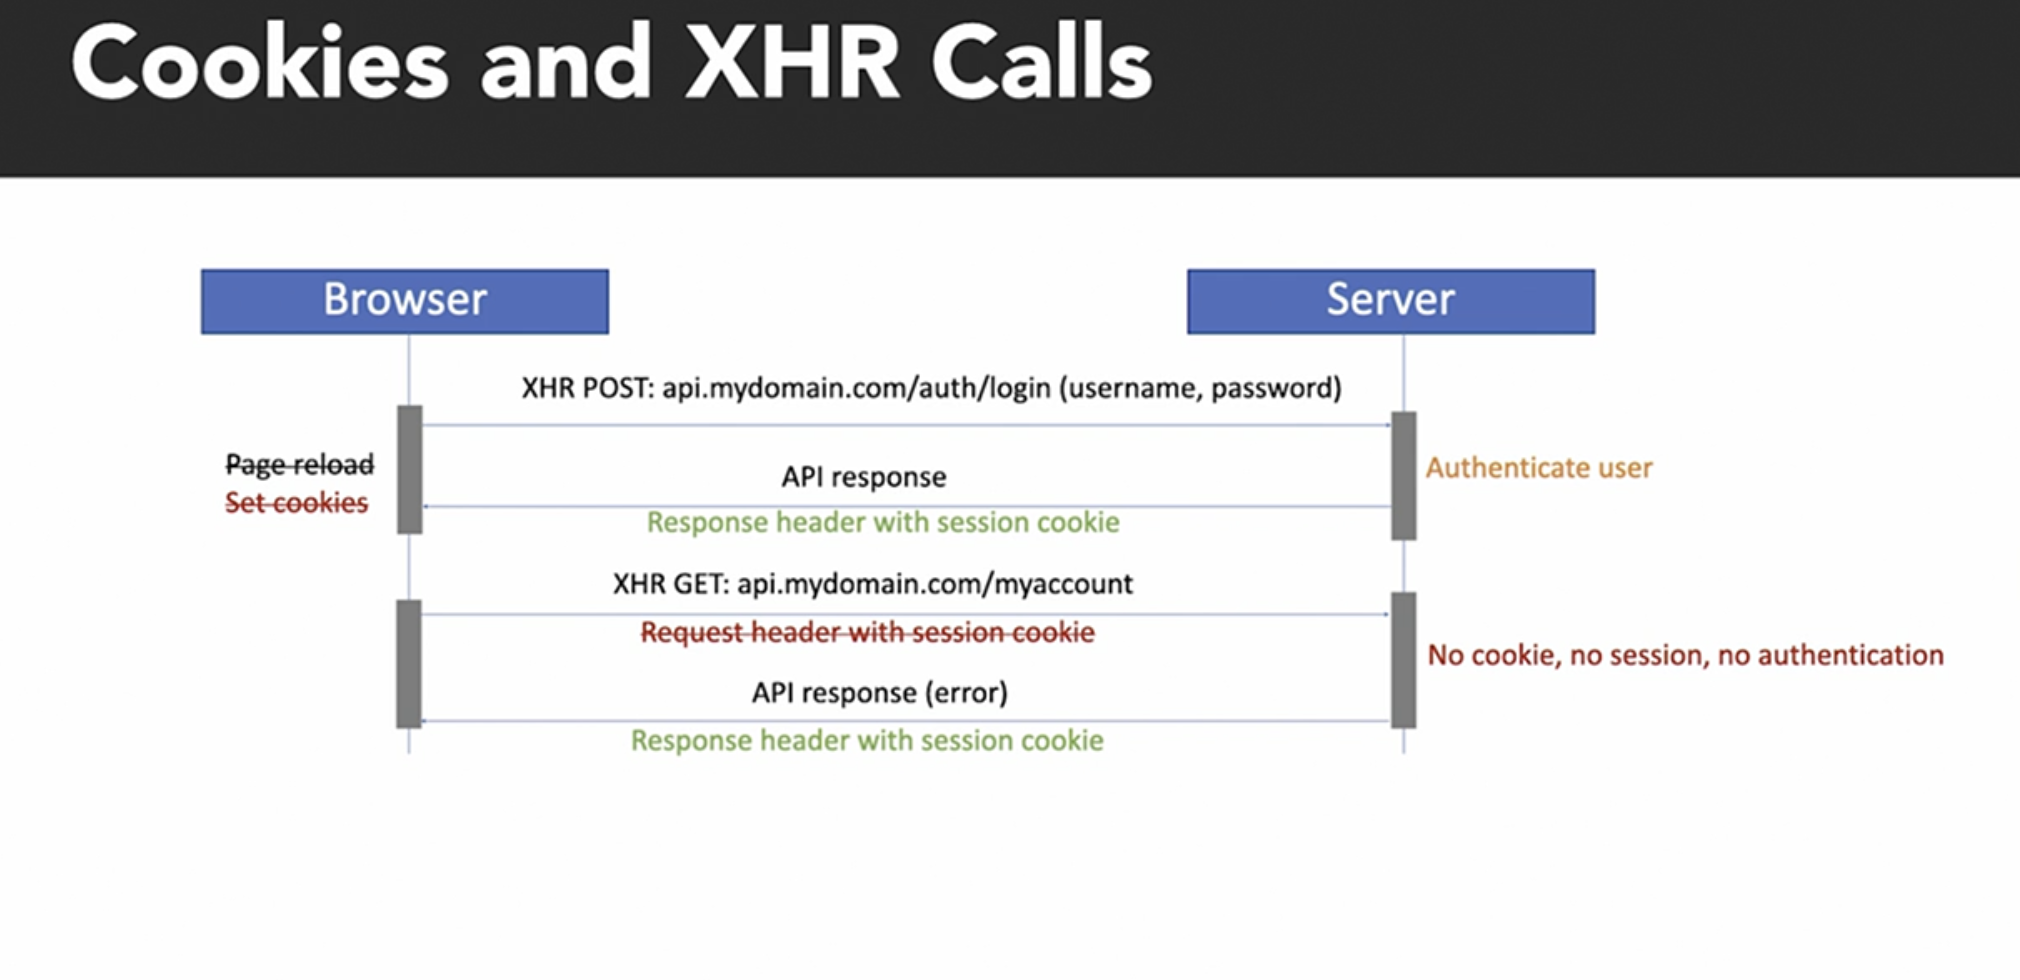 Cookies and XHR Calls
Browser
Server
XHR POST: api.mydomain.com/auth/login (username, password)
Page reload
Set cookies
API response
Authenticate user
Response header with session cookie
XHR GET: api.mydomain.com/myaccount
Request header with session cookie
No cookie, no session, no authentication
API response (error)
Response header with session cookie